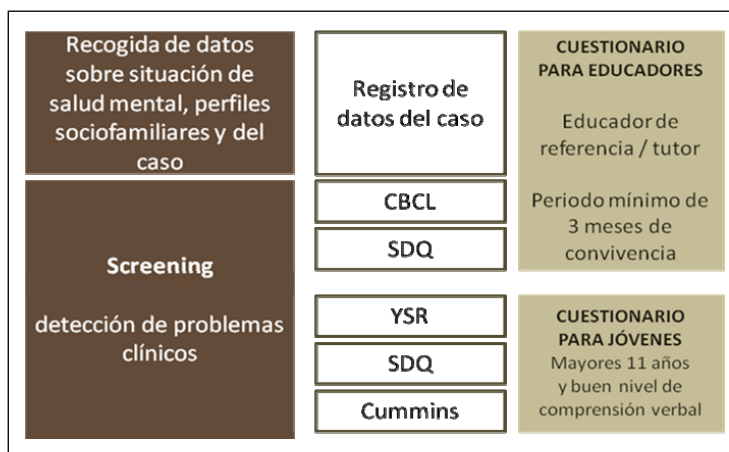 Recogida de datos
sobre situación de
salud mental, perfiles
sociofamiliares y del
caso
Screening
detección de problemas
clínicos
Registro de
datos del caso
CBCL
SDQ
YSR
SDQ
Cummins
CUESTIONARIO
PARA EDUCADORES
Educador de
referencia / tutor
Periodo mínimo de
3 meses de
convivencia
CUESTIONARIO
PARA JÓVENES
Mayores 11 años
y buen nivel de
comprensión verbal